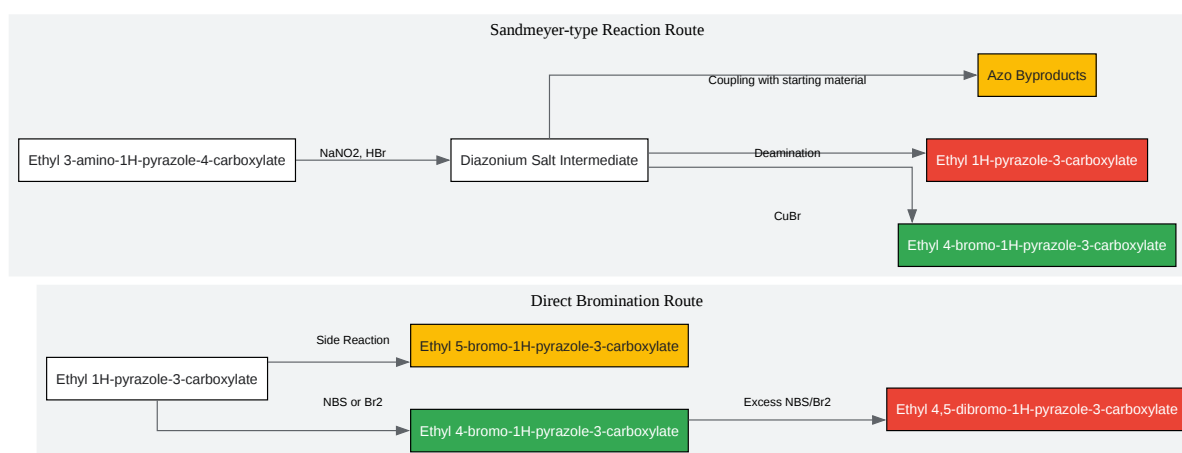 Sandmeyer-type Reaction Route
Azo Byproducts
Coupling with starting material
Ethyl 3-amino-1H-pyrazole-4-carboxylate
NaNO2, HBr
Diazonium Salt Intermediate
Deamination
Ethyl 1H-pyrazole-3-carboxylate
CuBr
Ethyl 4-bromo-1H-pyrazole-3-carboxylate
Direct Bromination Route
Side Reaction
Ethyl 5-bromo-1H-pyrazole-3-carboxylate
Ethyl 1H-pyrazole-3-carboxylate
NBS or Br2
Ethyl 4-bromo-1H-pyrazole-3-carboxylate
Excess NBS/Br2
Ethyl 4,5-dibromo-1H-pyrazole-3-carboxylate